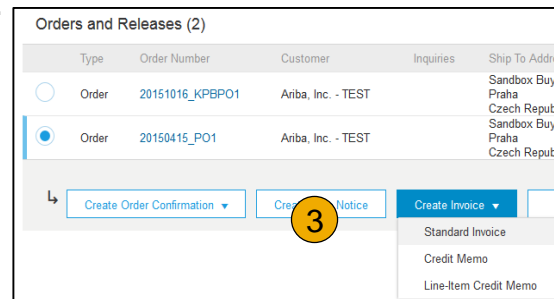 Orders and Releases (2)
Type Order Number Customer Inquiries Ship To Addre
Sandbox Buy
Order 20151016_KPBPO1 Ariba, Inc. - TEST Praha
Czech Repub
Sandbox Buy
Order 20150415_PO1 Ariba, Inc. - TEST Praha
Czech Repub
Create Order Confirmation Notice Create Invoice
3
Standard Invoice
Credit Memo
Line-Item Credit Memo